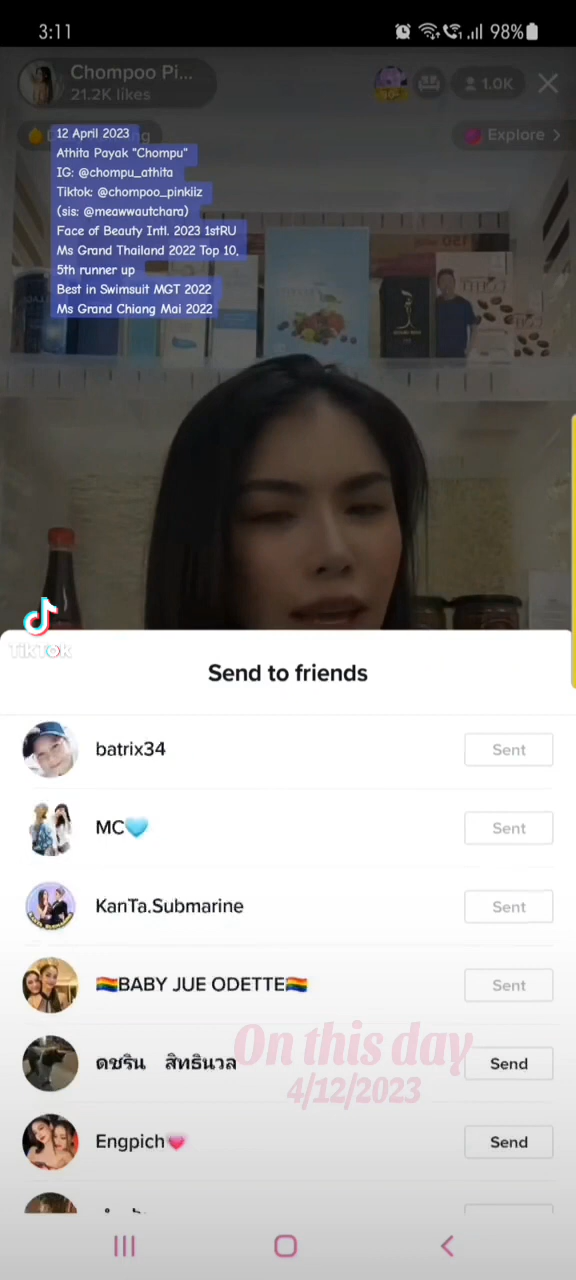 3:11
98%
Chompoo Pi...
21.2K likes
1.0K
Explore >
12 April 2023
Athita Payak "Chompu"
IG: @chompu_athita
Tiktok: @chompoo_pinkiiz
(sis: @meawwautchara)
Face of Beauty Intl. 2023 1stRU
Ms Grand Thailand 2022 Top 10,
5th runner up
Best in Swimsuit MGT 2022
Ms Grand Chiang Mai 2022
TikTok
Send to friends
batrix34
Sent
MC🩵
Sent
KanTa.Submarine
Sent
🏳️‍🌈BABY JUE ODETTE🏳️‍🌈
Sent
ดชริน สิทธินวล
Send
On this day
4/12/2023
Engpich💗
Send